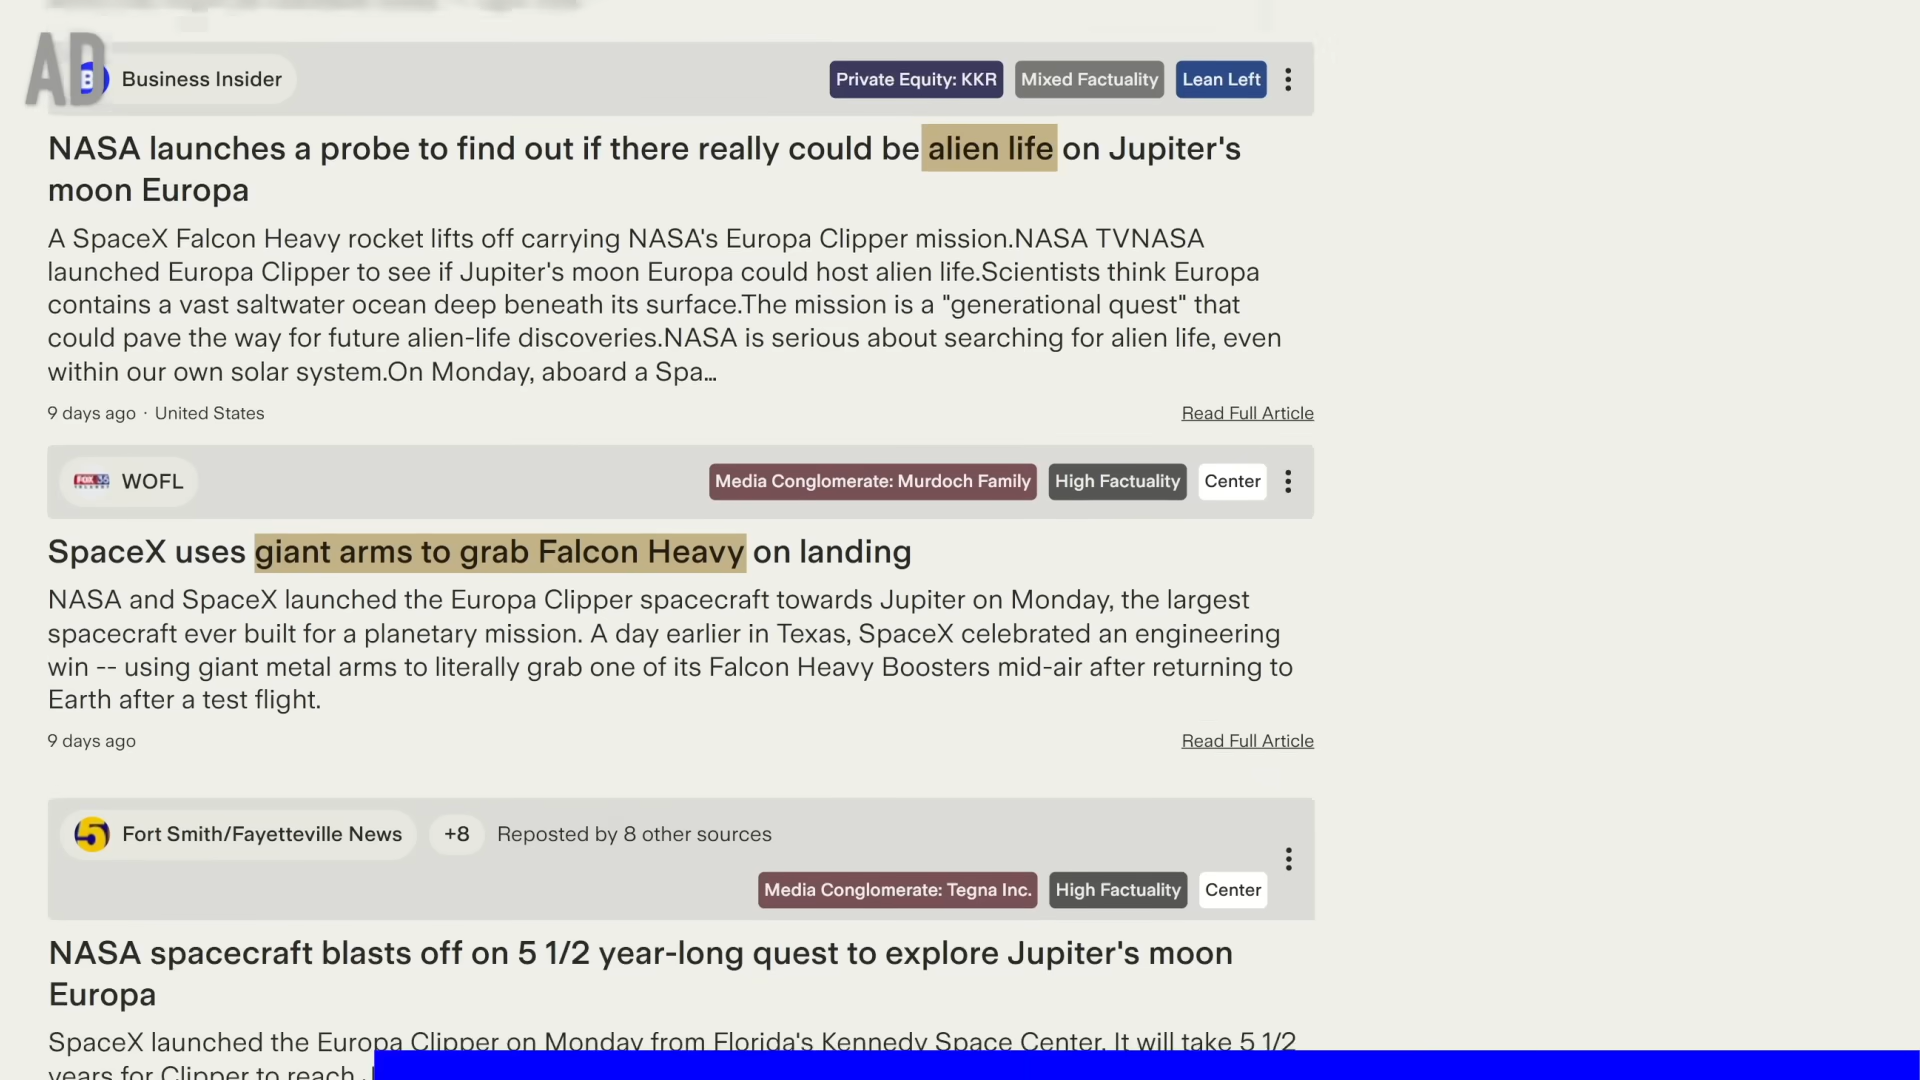 AD
Business Insider
Private Equity: KKR
Mixed Factuality
Lean Left
NASA launches a probe to find out if there really could be alien life on Jupiter's
moon Europa
A SpaceX Falcon Heavy rocket lifts off carrying NASA's Europa Clipper mission.NASA TVNASA
launched Europa Clipper to see if Jupiter's moon Europa could host alien life.Scientists think Europa
contains a vast saltwater ocean deep beneath its surface.The mission is a "generational quest" that
could pave the way for future alien-life discoveries.NASA is serious about searching for alien life, even
within our own solar system.On Monday, aboard a Spa...
9 days ago · United States
Read Full Article
WOFL
Media Conglomerate: Murdoch Family
High Factuality
Center
SpaceX uses giant arms to grab Falcon Heavy on landing
NASA and SpaceX launched the Europa Clipper spacecraft towards Jupiter on Monday, the largest
spacecraft ever built for a planetary mission. A day earlier in Texas, SpaceX celebrated an engineering
win -- using giant metal arms to literally grab one of its Falcon Heavy Boosters mid-air after returning to
Earth after a test flight.
9 days ago
Read Full Article
5
Fort Smith/Fayetteville News
+8
Reposted by 8 other sources
Media Conglomerate: Tegna Inc.
High Factuality
Center
NASA spacecraft blasts off on 5 1/2 year-long quest to explore Jupiter's moon
Europa
SpaceX launched the Europa Clipper on Monday from Florida's Kennedy Space Center. It will take 5 1/2
years for Clipper to reach